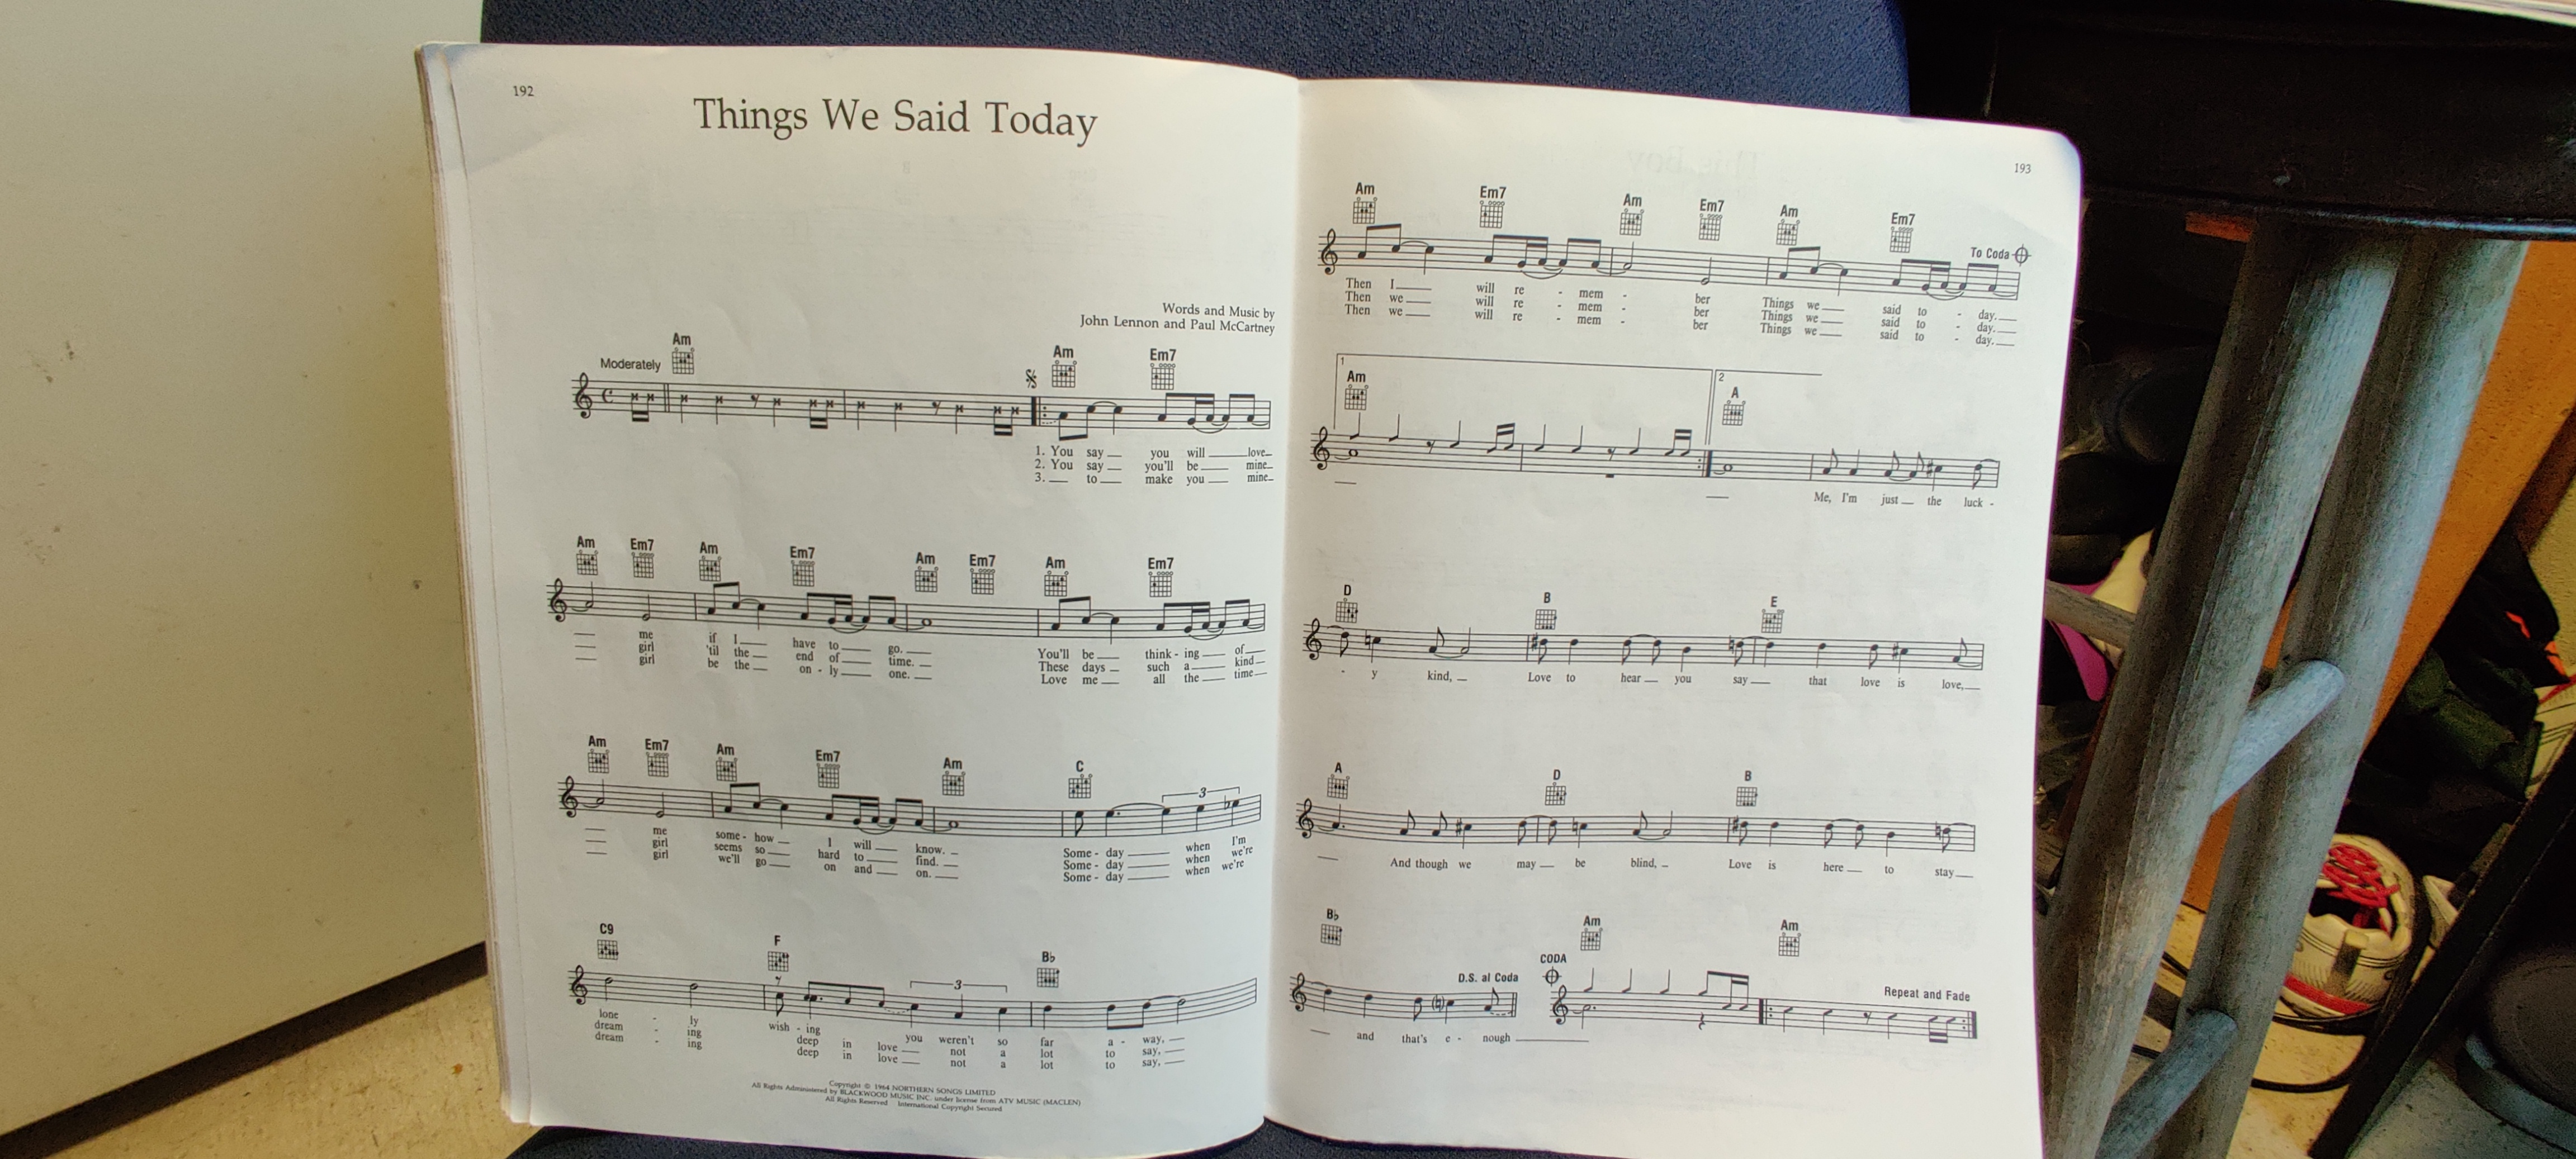 192
Things We Said Today
Words and Music by
John Lennon and Paul McCartney
Moderately
Am Am Em7
1. You say you will love
2. You say you'll be mine
3. to make you mine
Am Em7 Am Em7 Am Em7 Am Em7
me if I have to go. You'll be think - ing of
girl 'til the end of time. These days such a kind
girl be the on - ly one. Love me all the time
Am Em7 Am Em7 Am C
3
me some - how I will know. Some - day when I'm
girl seems so hard to find. Some - day when we're
girl we'll go on and on. Some - day when we're
C9 F B♭
3
lone - ly wish - ing you weren't so far a - way,
dream - ing deep in love not a lot to say,
dream - ing deep in love not a lot to say,
Copyright © 1964 NORTHERN SONGS LIMITED
All Rights Administered by BLACKWOOD MUSIC INC. under license from ATV MUSIC (MACLEN)
All Rights Reserved International Copyright Secured
193
Am Em7 Am Em7 Am Em7
To Coda
Then I will re - mem - ber Things we said to - day.
Then we will re - mem - ber Things we said to - day.
Then we will re - mem - ber Things we said to - day.
1 2
Am A
Me, I'm just the luck -
D B E
- y kind, Love to hear you say that love is love,
A D B
And though we may be blind, Love is here to stay
B♭ Am Am
D.S. al Coda CODA
Repeat and Fade
and that's e - nough